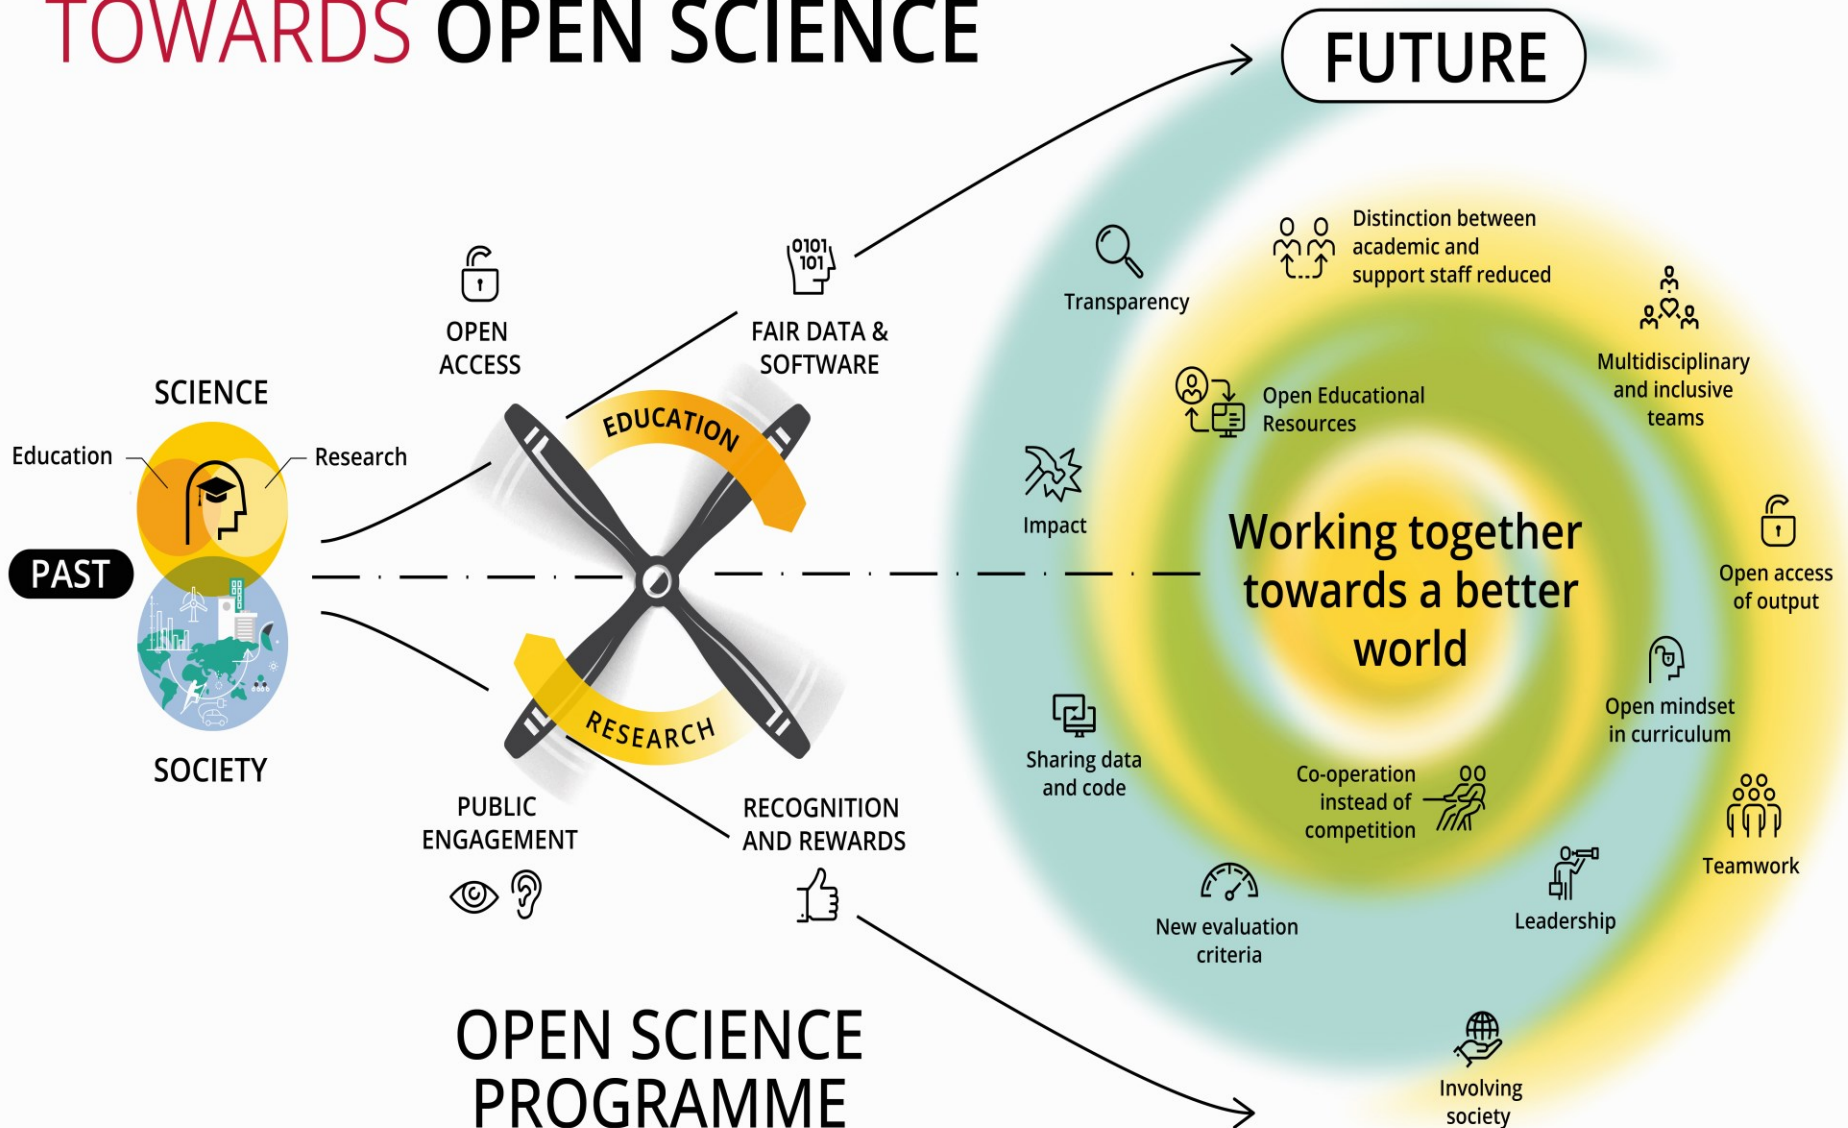 TOWARDS OPEN SCIENCE
FUTURE
0101
101
OPEN
ACCESS
FAIR DATA &
SOFTWARE
SCIENCE
Education
Research
PAST
SOCIETY
EDUCATION
RESEARCH
PUBLIC
ENGAGEMENT
RECOGNITION
AND REWARDS
OPEN SCIENCE
PROGRAMME
Transparency
Distinction between
academic and
support staff reduced
Multidisciplinary
and inclusive
teams
Open Educational
Resources
Impact
Working together
towards a better
world
Open access
of output
Open mindset
in curriculum
Sharing data
and code
Co-operation
instead of
competition
Teamwork
New evaluation
criteria
Leadership
Involving
society